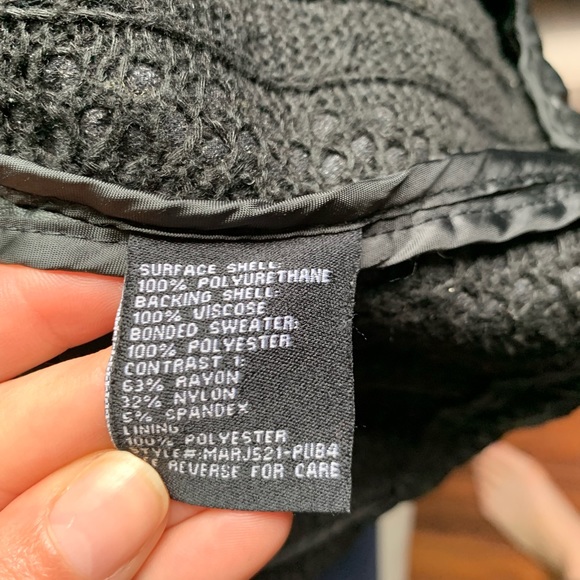 SURFACE SHELL:
100% POLYURETHANE
BACKING SHELL:
100% VISCOSE
BONDED SWEATER:
100% POLYESTER
CONTRAST 1:
63% RAYON
32% NYLON
5% SPANDEX
LINING
100% POLYESTER
STYLE#:MARJS21-PUB4
REVERSE FOR CARE